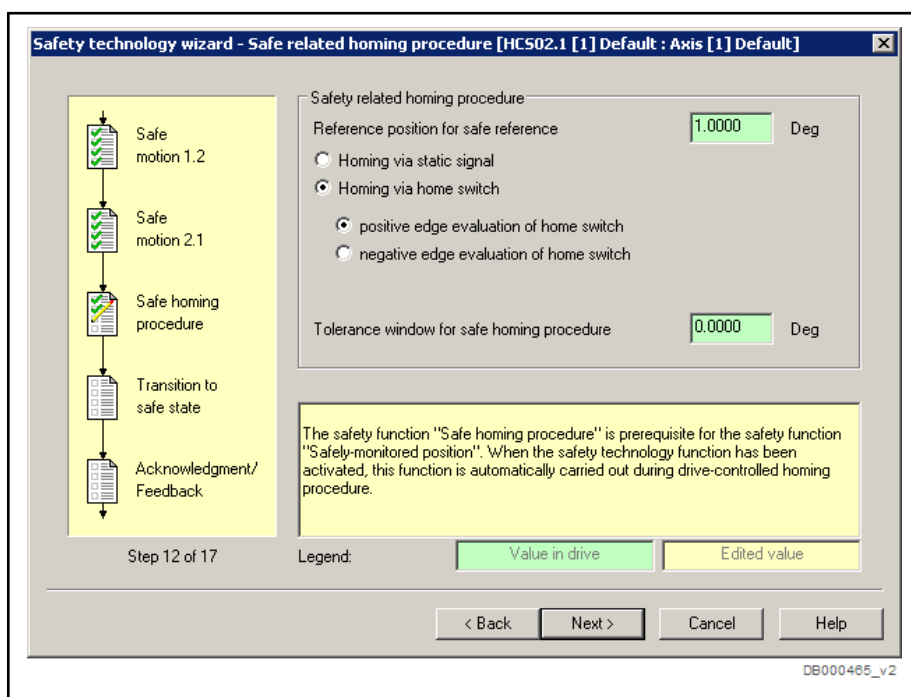 Safety technology wizard - Safe related homing procedure [HCS02.1 [1] Default : Axis [1] Default]
Safe
motion 1.2
Safe
motion 2.1
Safe homing
procedure
Transition to
safe state
Acknowledgment/
Feedback
Step 12 of 17
Safety related homing procedure
Reference position for safe reference 1.0000 Deg
Homing via static signal
Homing via home switch
positive edge evaluation of home switch
negative edge evaluation of home switch
Tolerance window for safe homing procedure 0.0000 Deg
The safety function "Safe homing procedure" is prerequisite for the safety function
"Safely-monitored position". When the safety technology function has been
activated, this function is automatically carried out during drive-controlled homing
procedure.
Legend: Value in drive Edited value
< Back Next > Cancel Help
DB000465_v2